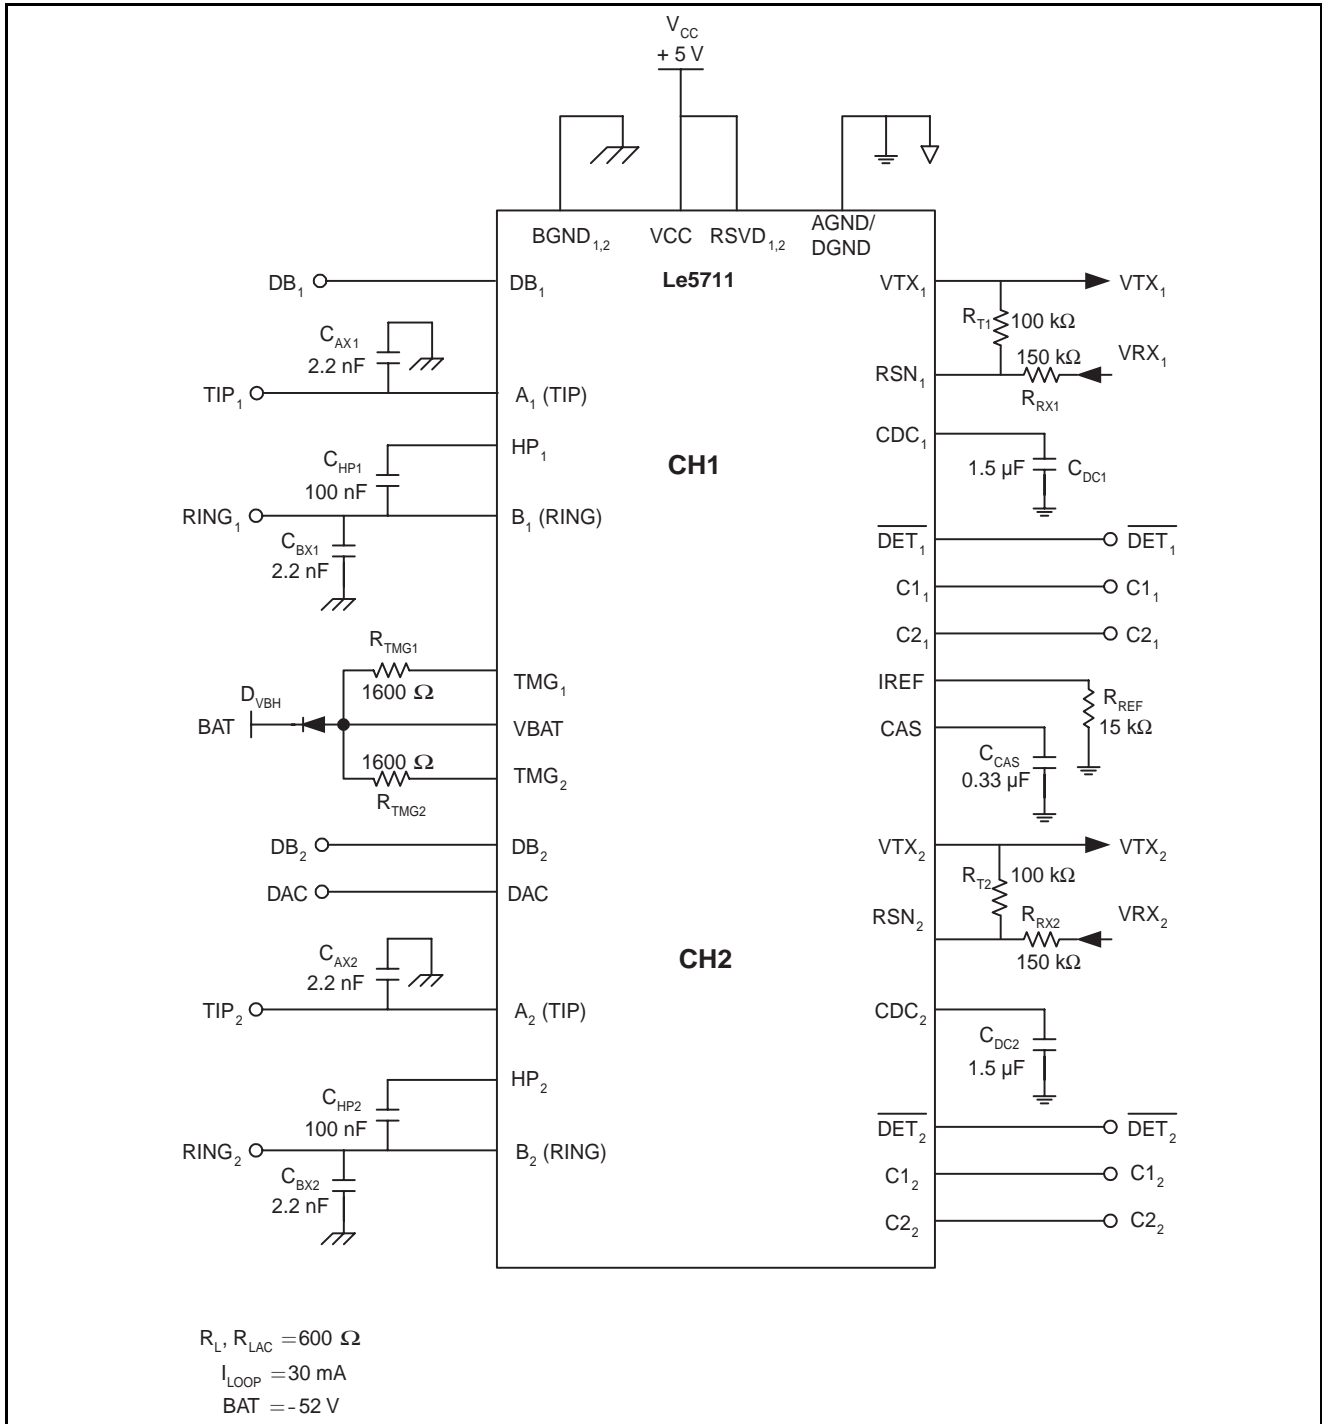 V_CC
+ 5 V
BGND_1,2
VCC
RSVD_1,2
AGND/
DGND
Le5711
DB_1
DB_1
VTX_1
VTX_1
C_AX1
2.2 nF
R_T1
100 kΩ
150 kΩ
VRX_1
RSN_1
R_RX1
TIP_1
A_1 (TIP)
HP_1
CDC_1
CH1
C_HP1
100 nF
1.5 µF
C_DC1
RING_1
B_1 (RING)
C_BX1
2.2 nF
DET_1
DET_1
C1_1
C1_1
C2_1
C2_1
R_TMG1
1600 Ω
TMG_1
IREF
D_VBH
BAT
VBAT
CAS
R_REF
15 kΩ
1600 Ω
TMG_2
R_TMG2
C_CAS
0.33 µF
DB_2
DB_2
VTX_2
VTX_2
DAC
DAC
R_T2
100 kΩ
RSN_2
R_RX2
VRX_2
150 kΩ
C_AX2
2.2 nF
CH2
TIP_2
A_2 (TIP)
CDC_2
C_DC2
1.5 µF
HP_2
C_HP2
100 nF
DET_2
DET_2
RING_2
B_2 (RING)
C_BX2
2.2 nF
C1_2
C1_2
C2_2
C2_2
R_L, R_LAC = 600 Ω
I_LOOP = 30 mA
BAT = - 52 V